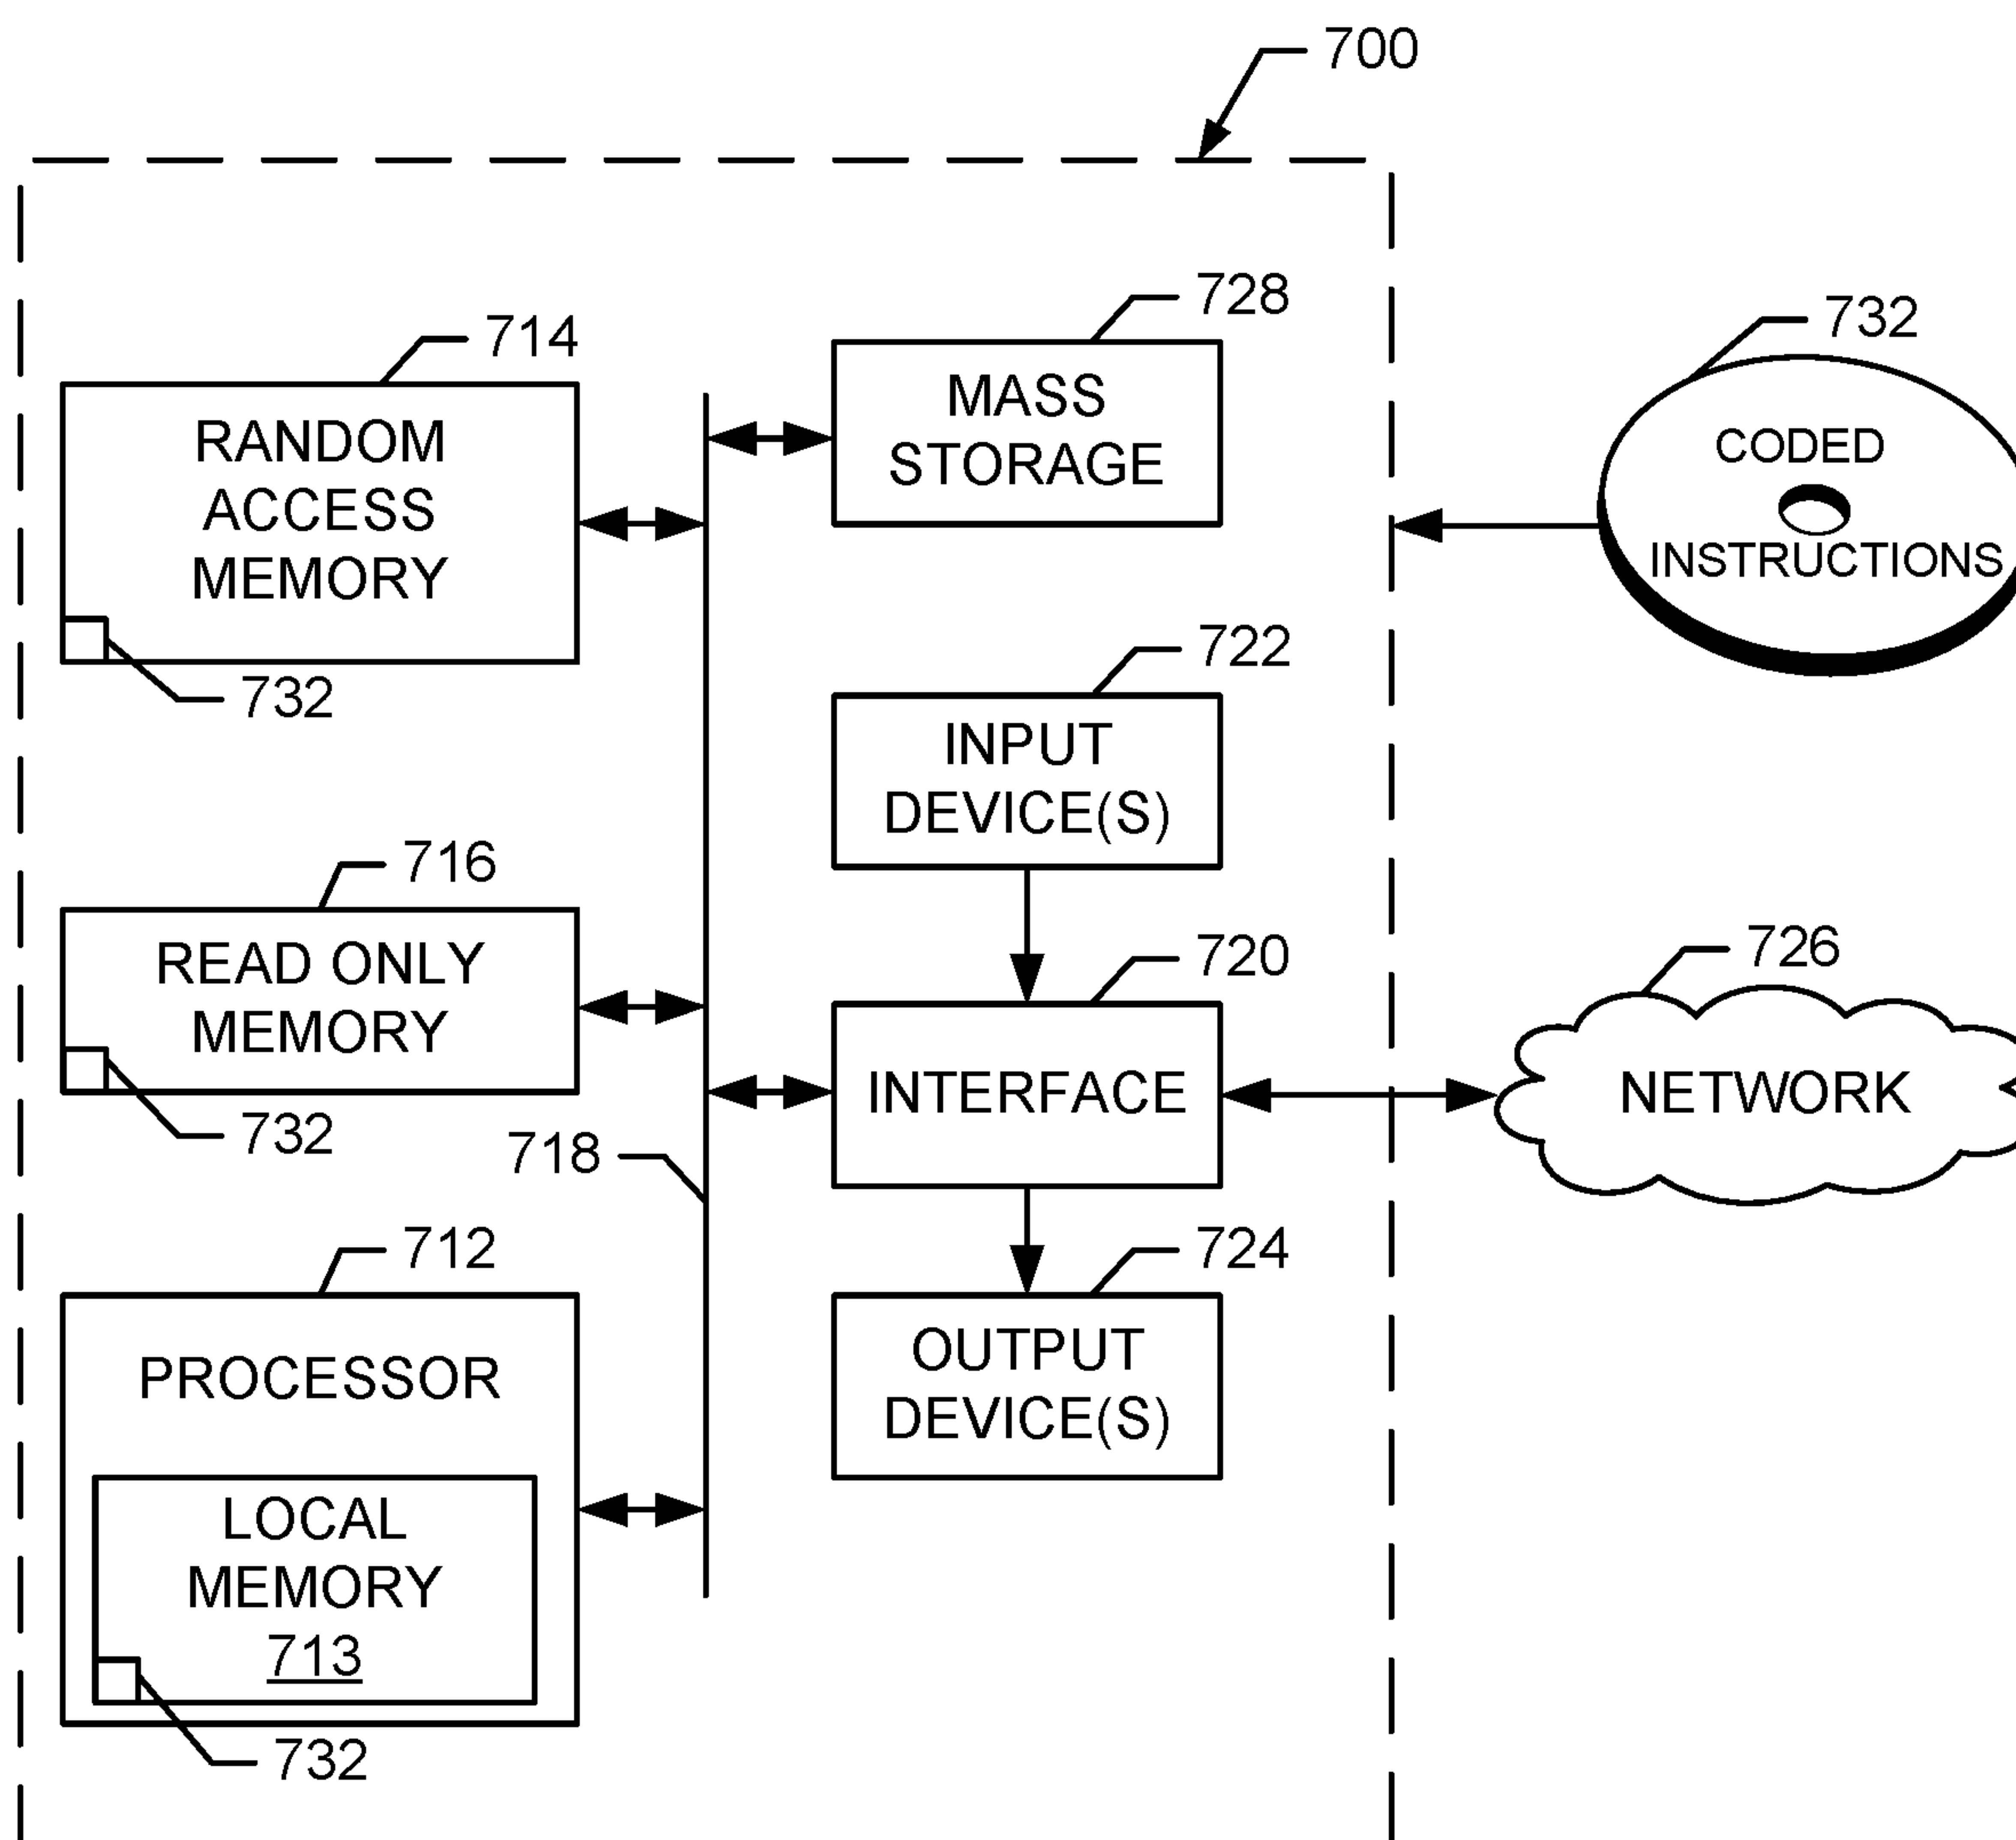 700
728
MASS
STORAGE
714
RANDOM
ACCESS
MEMORY
732
732
CODED
INSTRUCTIONS
722
INPUT
DEVICE(S)
716
READ ONLY
MEMORY
732
720
INTERFACE
726
NETWORK
718
712
PROCESSOR
LOCAL
MEMORY
713
732
724
OUTPUT
DEVICE(S)